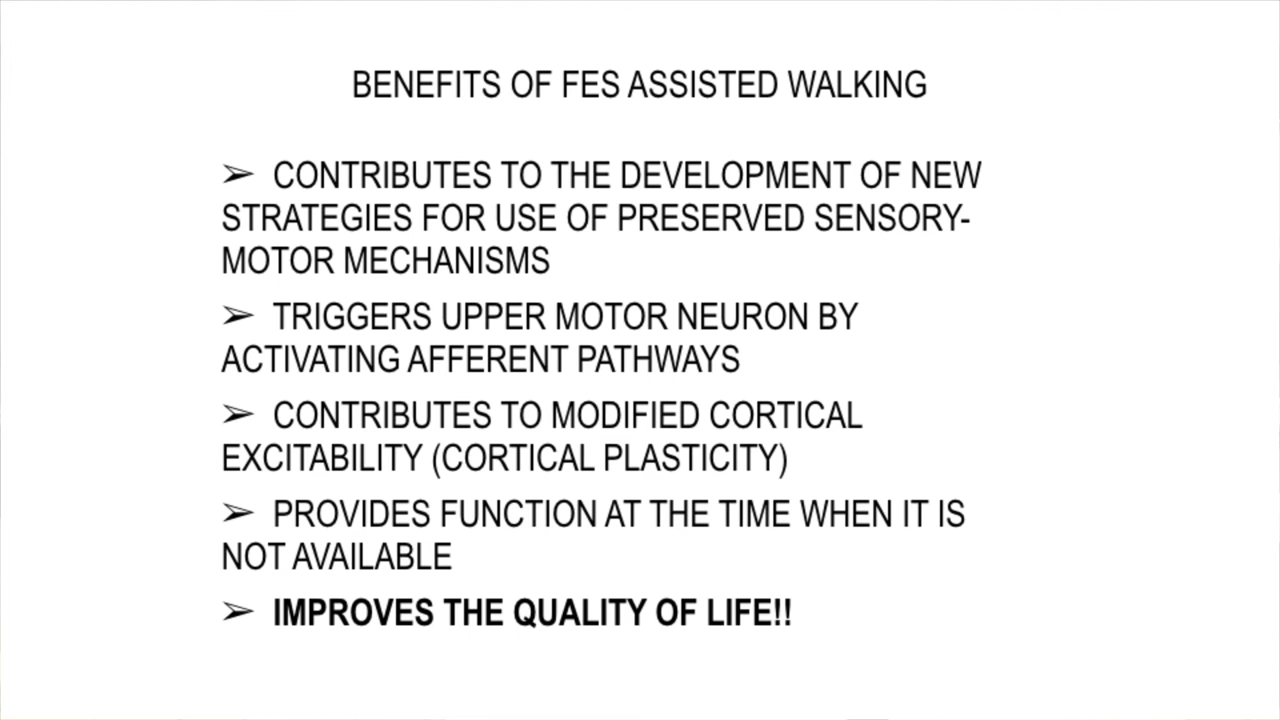 BENEFITS OF FES ASSISTED WALKING
➢ CONTRIBUTES TO THE DEVELOPMENT OF NEW
STRATEGIES FOR USE OF PRESERVED SENSORY-
MOTOR MECHANISMS
➢ TRIGGERS UPPER MOTOR NEURON BY
ACTIVATING AFFERENT PATHWAYS
➢ CONTRIBUTES TO MODIFIED CORTICAL
EXCITABILITY (CORTICAL PLASTICITY)
➢ PROVIDES FUNCTION AT THE TIME WHEN IT IS
NOT AVAILABLE
➢ IMPROVES THE QUALITY OF LIFE!!